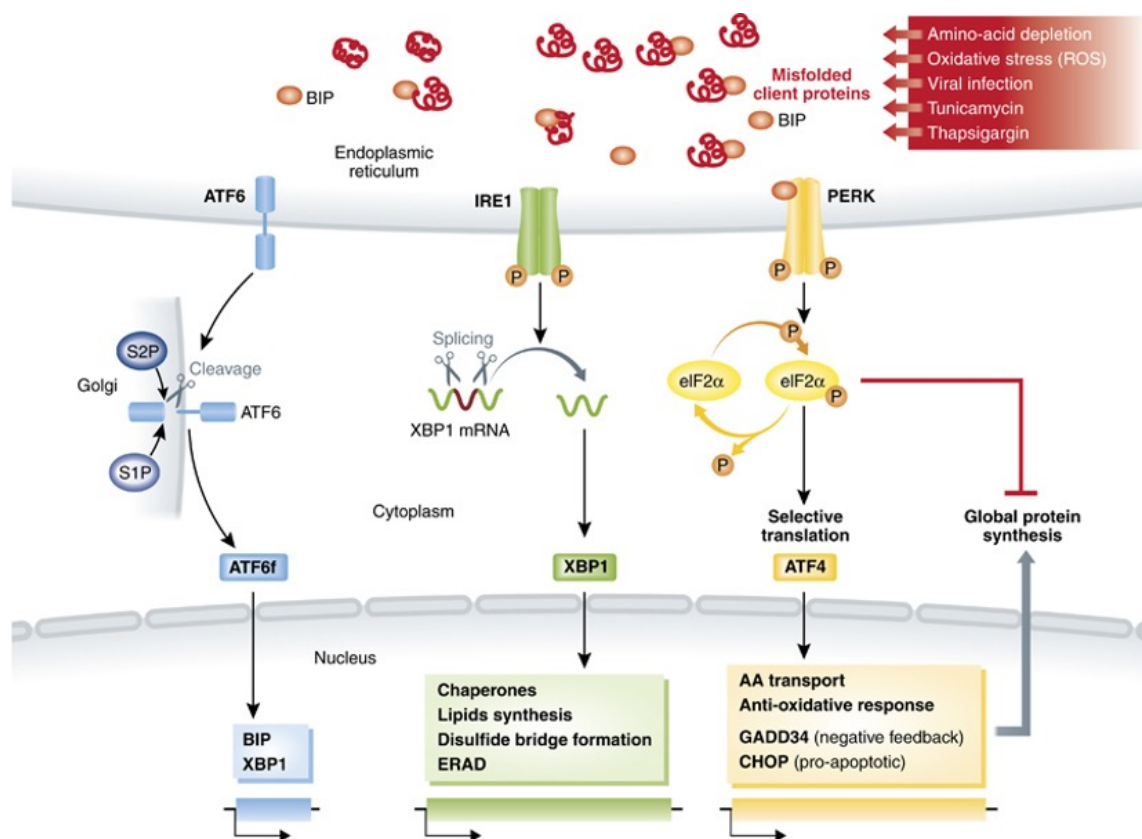 Amino-acid depletion
Oxidative stress (ROS)
Viral infection
Tunicamycin
Thapsigargin
Misfolded
client proteins
BIP
BIP
Endoplasmic
reticulum
ATF6
IRE1
PERK
P
P
P
P
S2P
Cleavage
Golgi
ATF6
S1P
Splicing
XBP1 mRNA
P
eIF2α
eIF2α
P
P
Cytoplasm
Selective
translation
Global protein
synthesis
ATF6f
XBP1
ATF4
Nucleus
BIP
XBP1
Chaperones
Lipids synthesis
Disulfide bridge formation
ERAD
AA transport
Anti-oxidative response
GADD34 (negative feedback)
CHOP (pro-apoptotic)